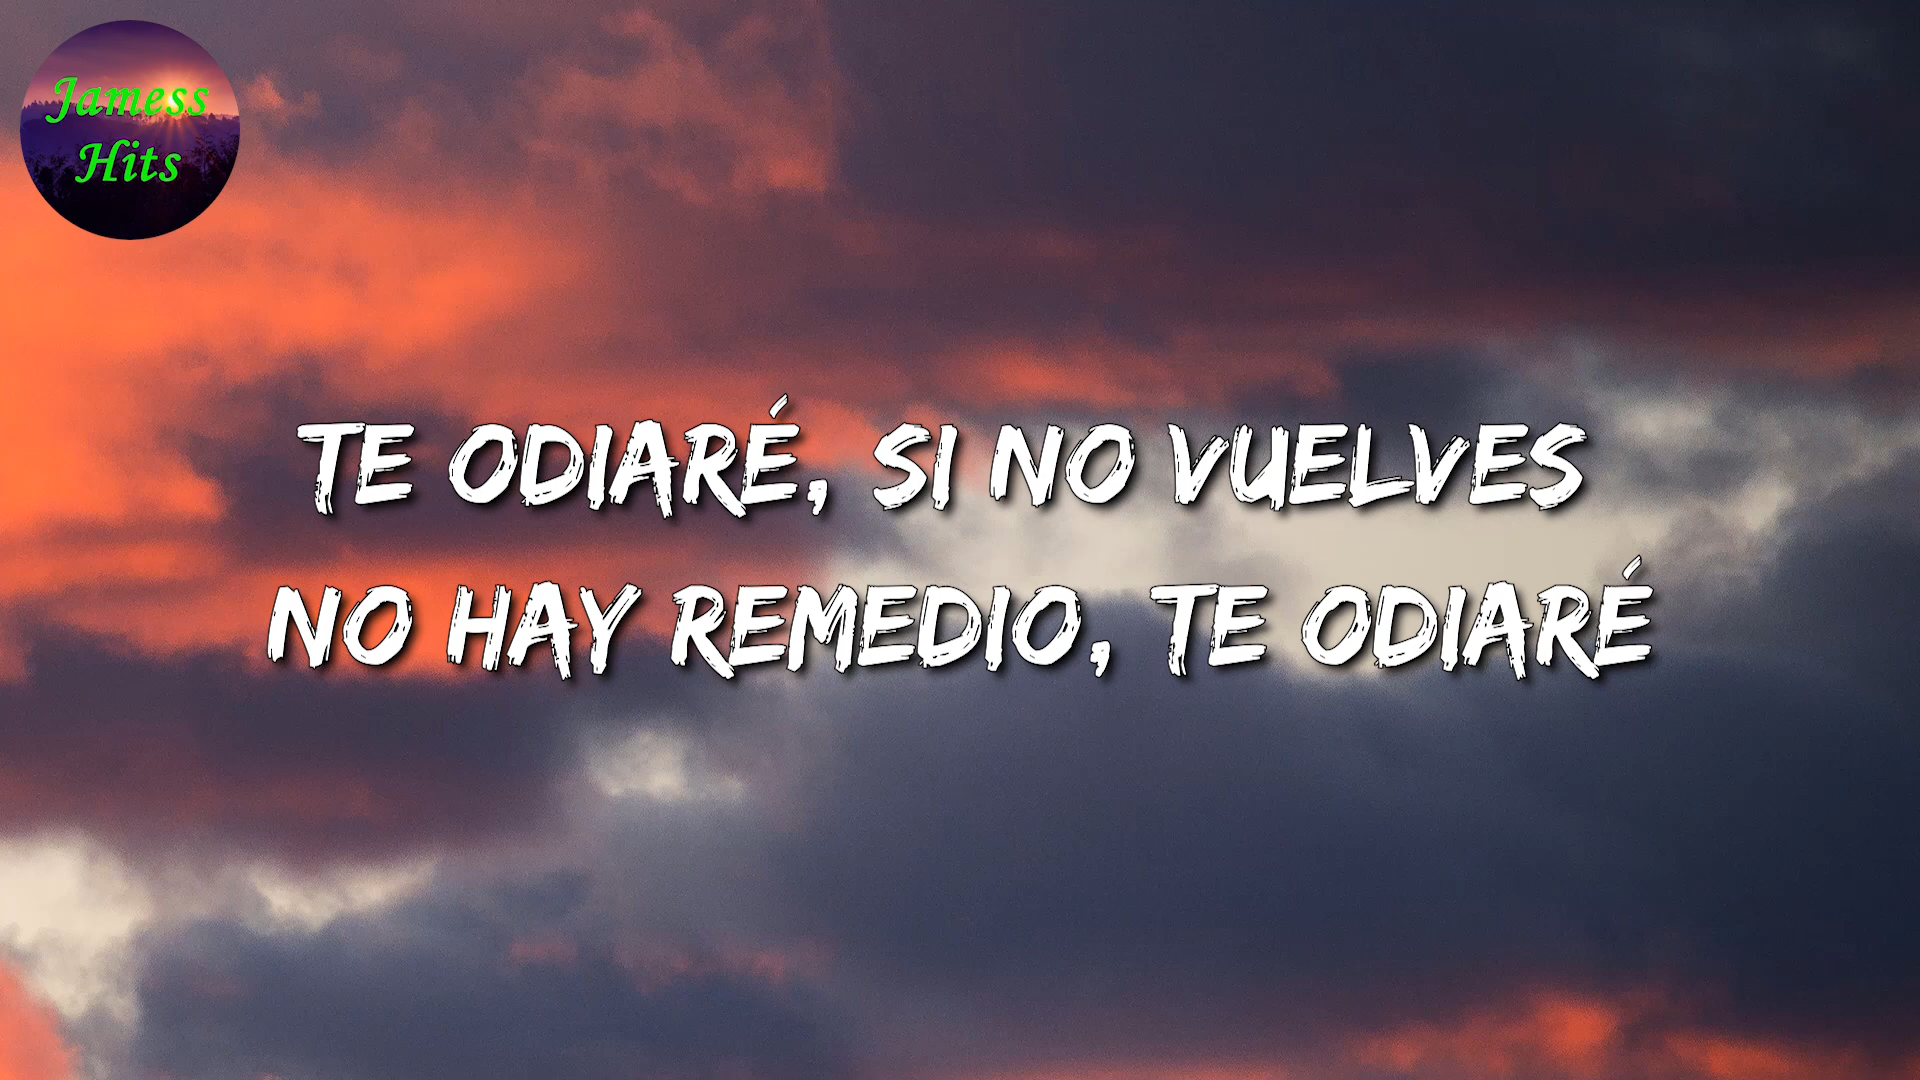 Jamess
Hits
TE ODIARÉ, SI NO VUELVES
NO HAY REMEDIO, TE ODIARÉ